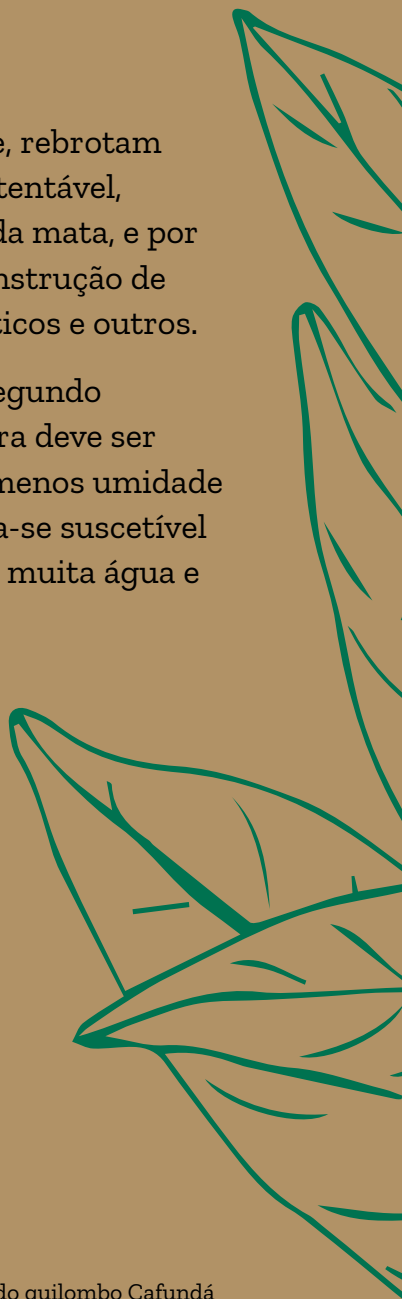 e, rebrotam
tentável,
da mata, e por
nstrução de
ticos e outros.
egundo
ra deve ser
menos umidade
a-se suscetível
muita água e
do quilombo Cafundá